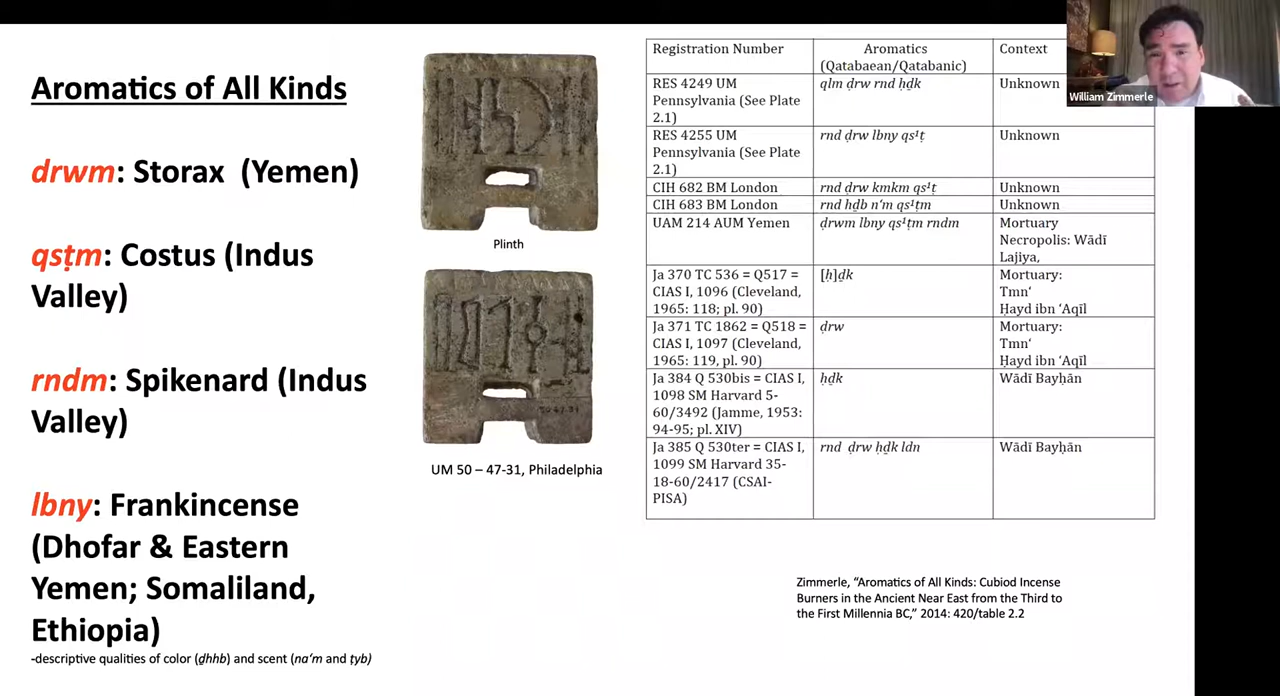 Aromatics of All Kinds
drwm: Storax (Yemen)
qsṭm: Costus (Indus
Valley)
rndm: Spikenard (Indus
Valley)
lbny: Frankincense
(Dhofar & Eastern
Yemen; Somaliland,
Ethiopia)
-descriptive qualities of color (ḏhhb) and scent (na‘m and ṭyb)
Plinth
UM 50 – 47-31, Philadelphia
Registration Number
Aromatics
(Qatabaean/Qatabanic)
Context
RES 4249 UM
Pennsylvania (See Plate
2.1)
qlm ḍrw rnd ḥḏk
Unknown
RES 4255 UM
Pennsylvania (See Plate
2.1)
rnd ḍrw lbny qs¹ṭ
Unknown
CIH 682 BM London
rnd ḍrw kmkm qs¹ṭ
Unknown
CIH 683 BM London
rnd ḥḏb n‘m qs¹ṭm
Unknown
UAM 214 AUM Yemen
ḍrwm lbny qs¹ṭm rndm
Mortuary
Necropolis: Wādī
Lajiya,
Ja 370 TC 536 = Q517 =
CIAS I, 1096 (Cleveland,
1965: 118; pl. 90)
[ḥ]ḏk
Mortuary:
Tmn‘
Ḥayd ibn ‘Aqīl
Ja 371 TC 1862 = Q518 =
CIAS I, 1097 (Cleveland,
1965: 119, pl. 90)
ḍrw
Mortuary:
Tmn‘
Ḥayd ibn ‘Aqīl
Ja 384 Q 530bis = CIAS I,
1098 SM Harvard 5-
60/3492 (Jamme, 1953:
94-95; pl. XIV)
ḥḏk
Wādī Bayḥān
Ja 385 Q 530ter = CIAS I,
1099 SM Harvard 35-
18-60/2417 (CSAI-
PISA)
rnd ḍrw ḥḏk ldn
Wādī Bayḥān
Zimmerle, “Aromatics of All Kinds: Cubiod Incense
Burners in the Ancient Near East from the Third to
the First Millennia BC,” 2014: 420/table 2.2
William Zimmerle